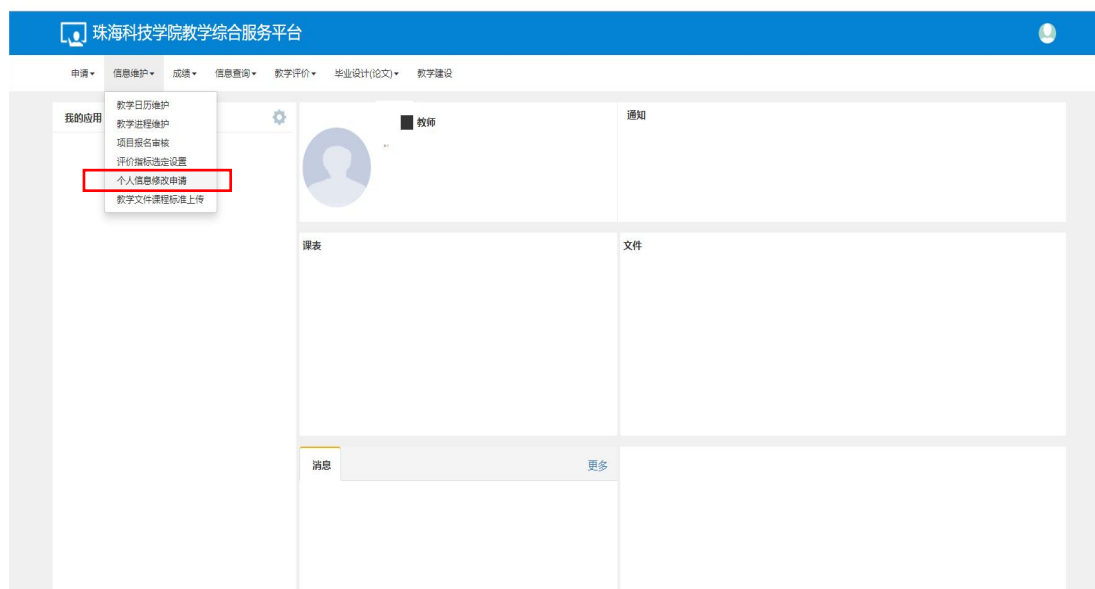 珠海科技学院教学综合服务平台
申请 信息维护 成绩 信息查询 教学评价 毕业设计(论文) 教学建设
我的应用
教学日历维护
教学进程维护
项目报名审核
评价指标选定设置
个人信息修改申请
教学文件课程标准上传
教师
通知
课表
文件
消息 更多